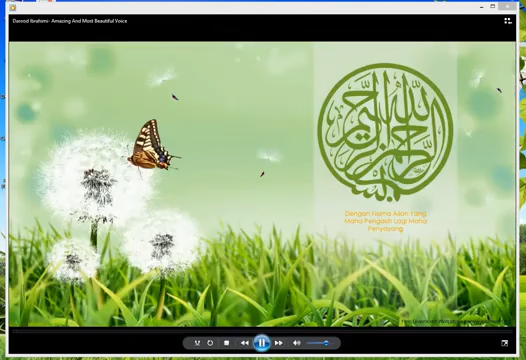 Darood Ibrahimi- Amazing And Most Beautiful Voice
بسم الله الرحمن الرحيم
Dengan Nama Allah Yang
Maha Pengasih Lagi Maha
Penyayang